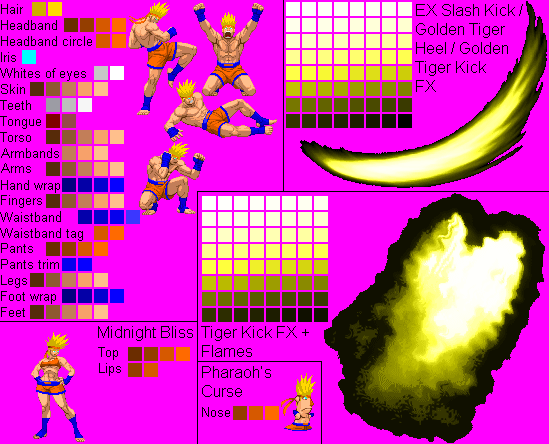 Hair
Headband
Headband circle
Iris
Whites of eyes
Skin
Teeth
Tongue
Torso
Armbands
Arms
Hand wrap
Fingers
Waistband
Waistband tag
Pants
Pants trim
Legs
Foot wrap
Feet
EX Slash Kick /
Golden Tiger
Heel / Golden
Tiger Kick
FX
Midnight Bliss
Top
Lips
Tiger Kick FX +
Flames
Pharaoh's
Curse
Nose